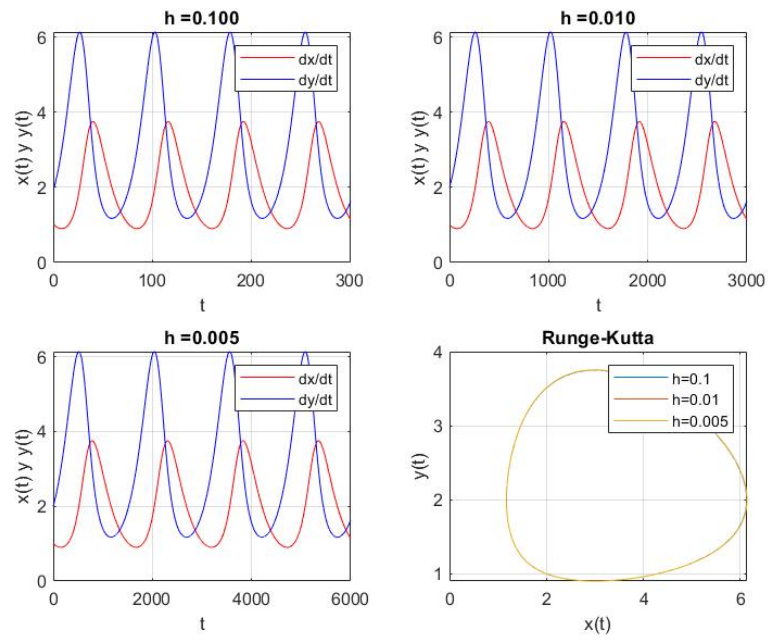 h =0.100
6
4
2
0
x(t) y y(t)
dx/dt
dy/dt
0 100 200 300
t
h =0.010
6
4
2
0
x(t) y y(t)
dx/dt
dy/dt
0 1000 2000 3000
t
h =0.005
6
4
2
0
x(t) y y(t)
dx/dt
dy/dt
0 2000 4000 6000
t
Runge-Kutta
4
3
2
1
y(t)
h=0.1
h=0.01
h=0.005
0 2 4 6
x(t)